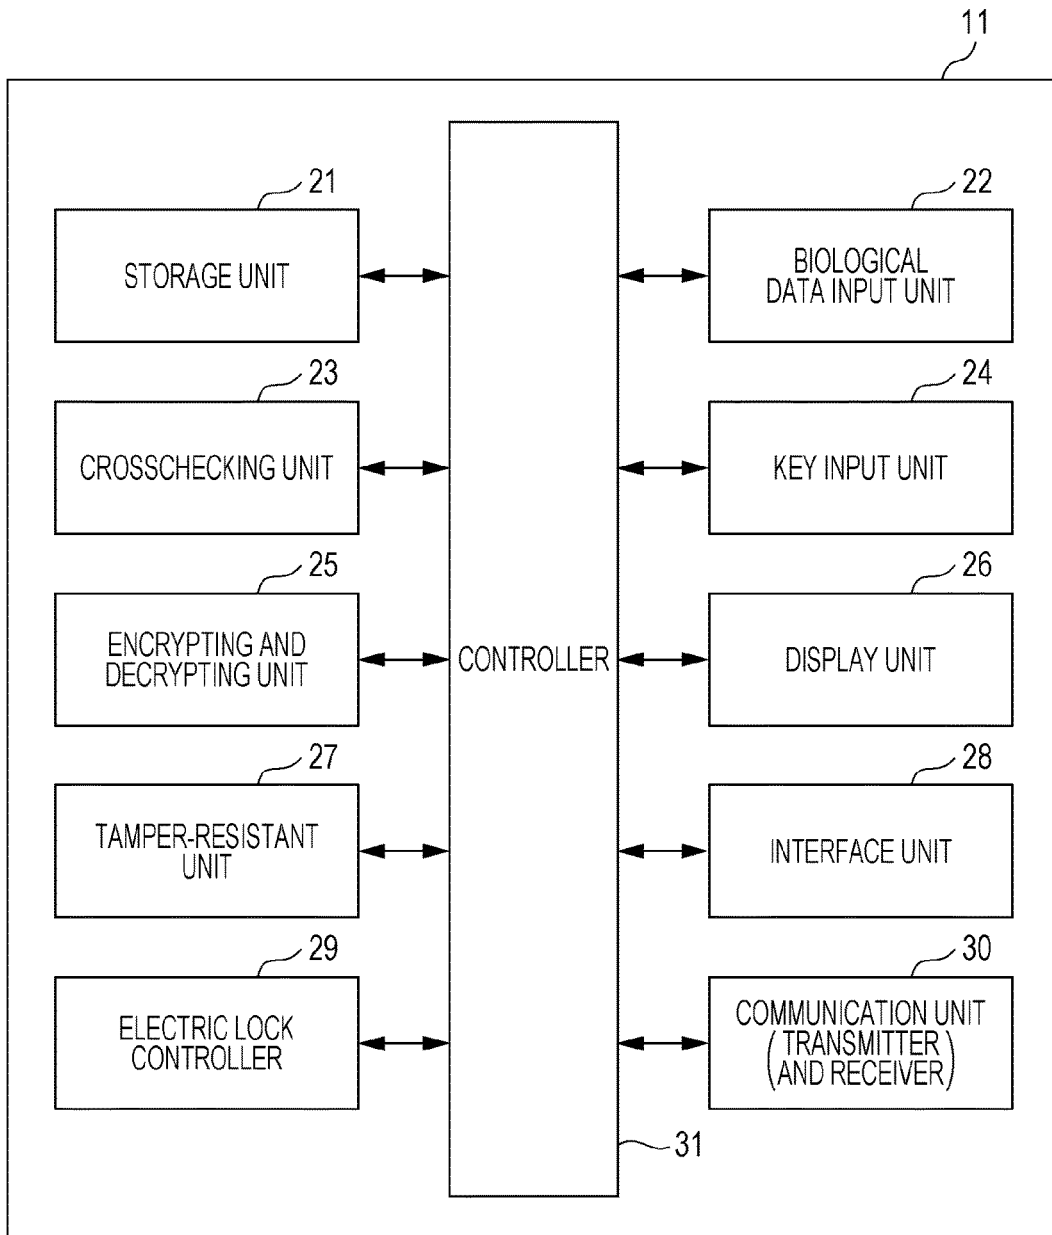 11
21
22
STORAGE UNIT
BIOLOGICAL
DATA INPUT UNIT
23
24
CROSSCHECKING UNIT
KEY INPUT UNIT
25
26
ENCRYPTING AND
DECRYPTING UNIT
CONTROLLER
DISPLAY UNIT
27
28
TAMPER-RESISTANT
UNIT
INTERFACE UNIT
29
30
ELECTRIC LOCK
CONTROLLER
COMMUNICATION UNIT
(TRANSMITTER
AND RECEIVER)
31